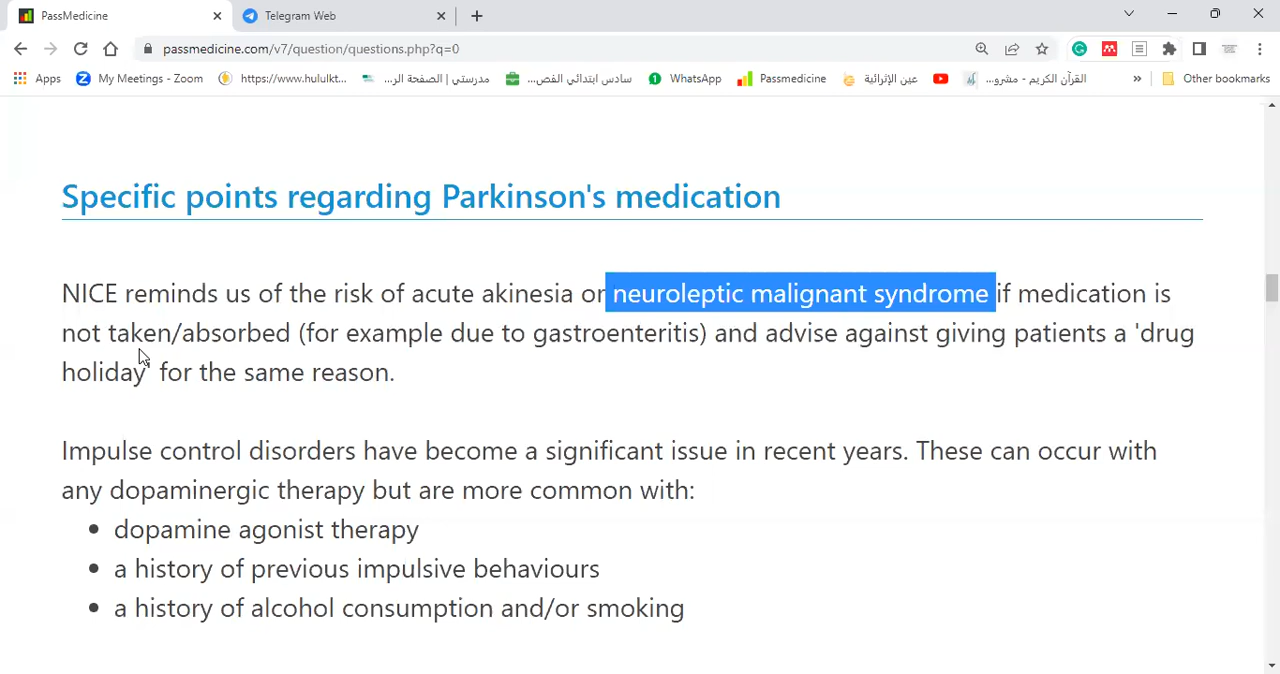 PassMedicine
Telegram Web
passmedicine.com/v7/question/questions.php?q=0
Apps
My Meetings - Zoom
https://www.hululkt...
مدرستي | الصفحة الر...
سادس ابتدائي الفص...
WhatsApp
Passmedicine
عين الإثرائية
القرآن الكريم - مشرو...
»
Other bookmarks
Specific points regarding Parkinson's medication
NICE reminds us of the risk of acute akinesia or neuroleptic malignant syndrome if medication is
not taken/absorbed (for example due to gastroenteritis) and advise against giving patients a 'drug
holiday' for the same reason.
Impulse control disorders have become a significant issue in recent years. These can occur with
any dopaminergic therapy but are more common with:
• dopamine agonist therapy
• a history of previous impulsive behaviours
• a history of alcohol consumption and/or smoking